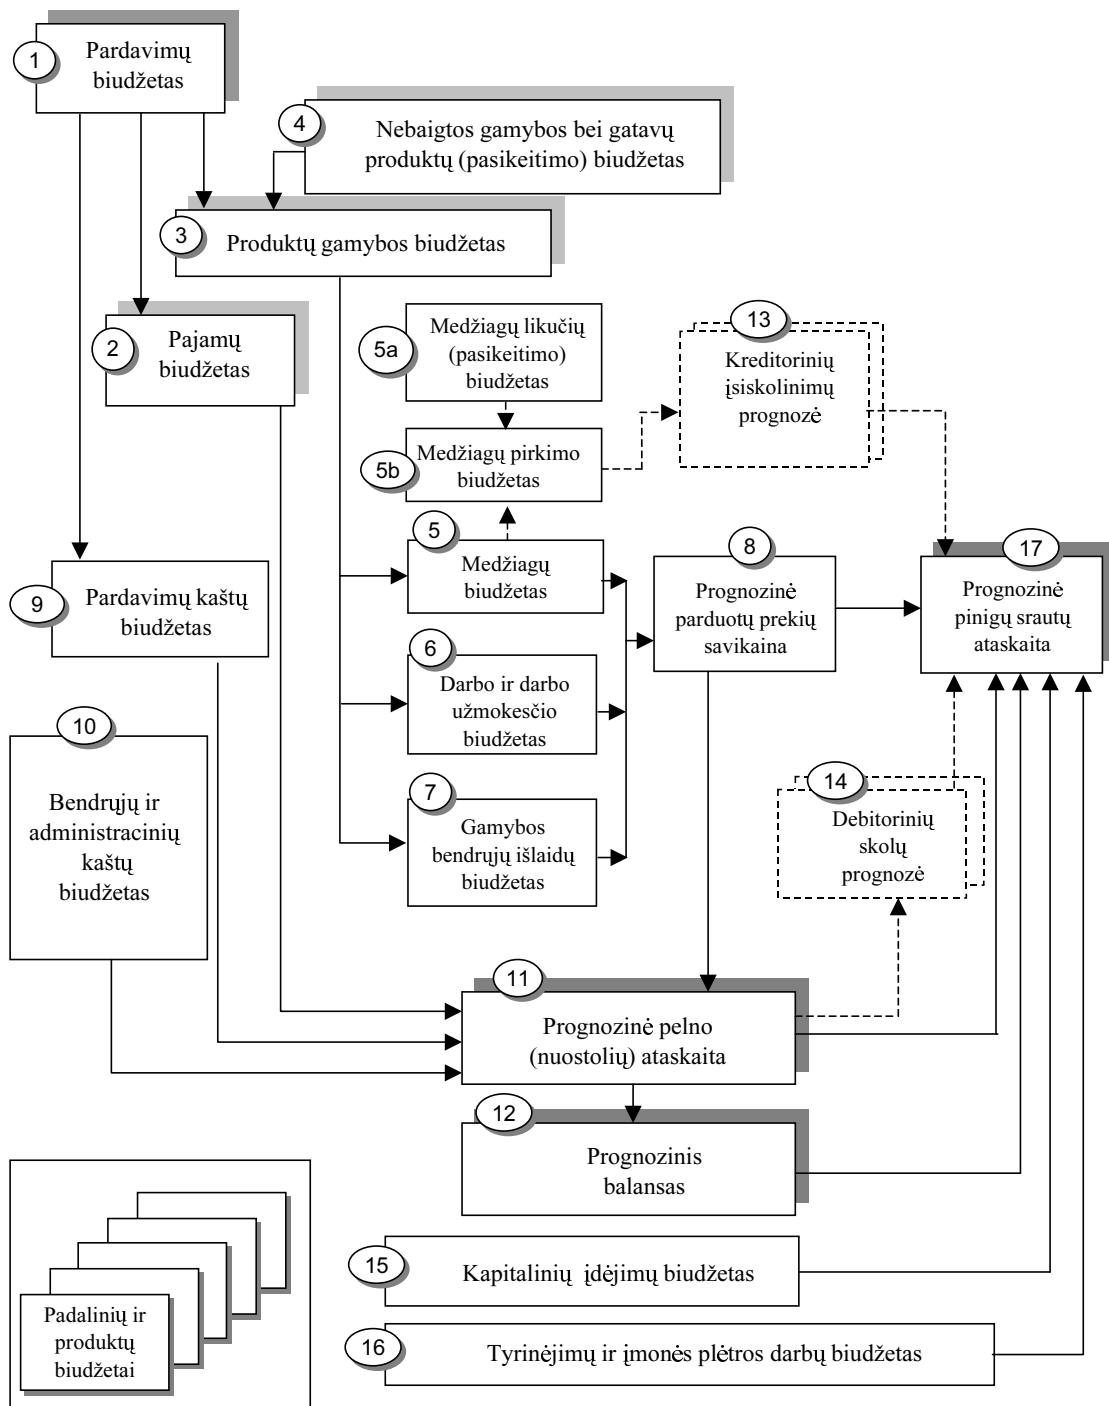 1
Pardavimų
biudžetas
4
Nebaigtos gamybos bei gatavų
produktų (pasikeitimo) biudžetas
3
Produktų gamybos biudžetas
2
Pajamų
biudžetas
5a
Medžiagų likučių
(pasikeitimo)
biudžetas
13
Kreditorinių
įsiskolinimų
prognozė
5b
Medžiagų pirkimo
biudžetas
5
Medžiagų
biudžetas
8
Prognozinė
parduotų prekių
savikaina
17
Prognozinė
pinigų srautų
ataskaita
9
Pardavimų kaštų
biudžetas
6
Darbo ir darbo
užmokesčio
biudžetas
10
Bendrųjų ir
administracinių
kaštų
biudžetas
7
Gamybos
bendrųjų išlaidų
biudžetas
14
Debitorinių
skolų
prognozė
11
Prognozinė pelno
(nuostolių) ataskaita
12
Prognozinis
balansas
15
Kapitalinių įdėjimų biudžetas
16
Tyrinėjimų ir įmonės plėtros darbų biudžetas
Padalinių ir
produktų
biudžetai